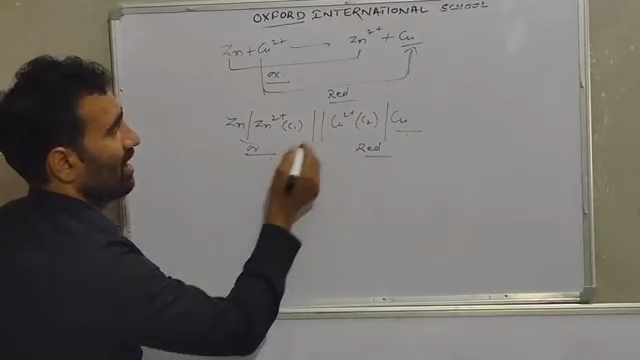 OXFORD INTERNATIONAL SCHOOL
Zn + Cu²⁺ → Zn²⁺ + Cu
ox.
Red
Zn | Zn²⁺ (C₁) || Cu²⁺ (C₂) | Cu
ox. Red